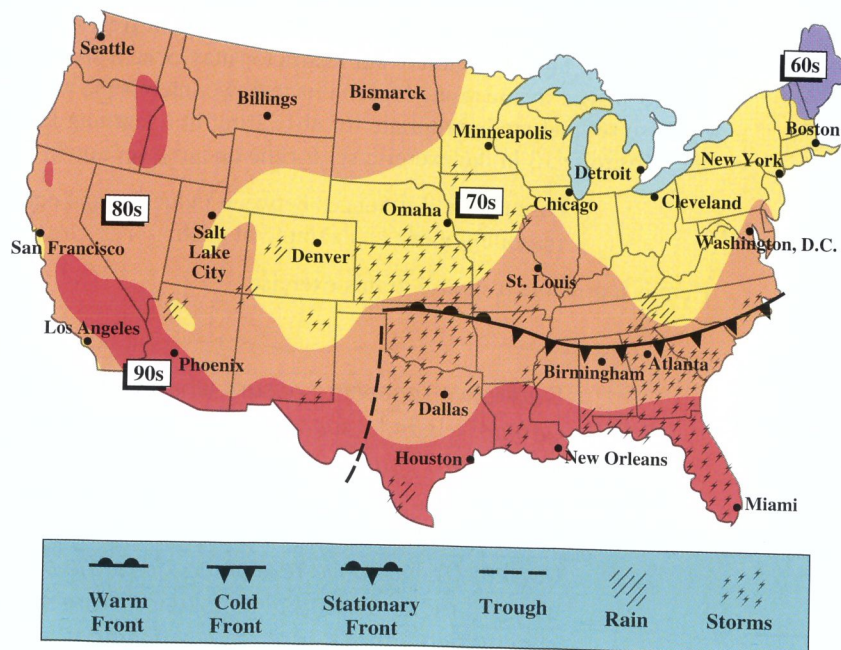 Seattle
60s
Billings
Bismarck
Minneapolis
Boston
New York
Detroit
80s
Omaha
70s
Chicago
Cleveland
San Francisco
Salt
Lake
City
Denver
Washington, D.C.
St. Louis
Los Angeles
Phoenix
90s
Birmingham
Atlanta
Dallas
Houston
New Orleans
Miami
Warm
Front
Cold
Front
Stationary
Front
Trough
Rain
Storms